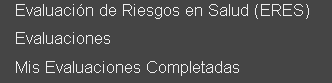 Evaluación de Riesgos en Salud (ERES)
Evaluaciones
Mis Evaluaciones Completadas